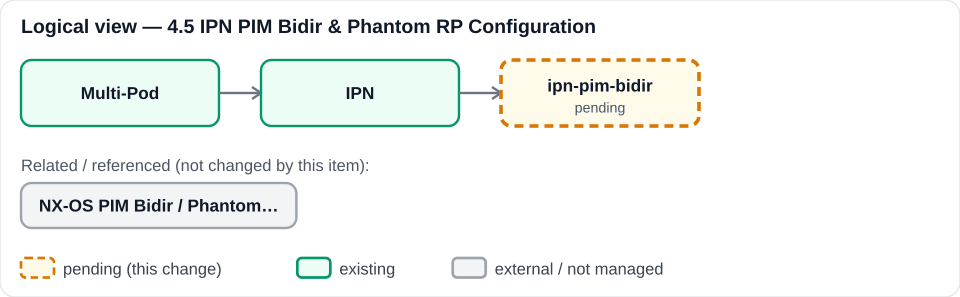 Logical view — 4.5 IPN PIM Bidir & Phantom RP Configuration
Multi-Pod
IPN
ipn-pim-bidir
pending
Related / referenced (not changed by this item):
NX-OS PIM Bidir / Phantom…
pending (this change)
existing
external / not managed